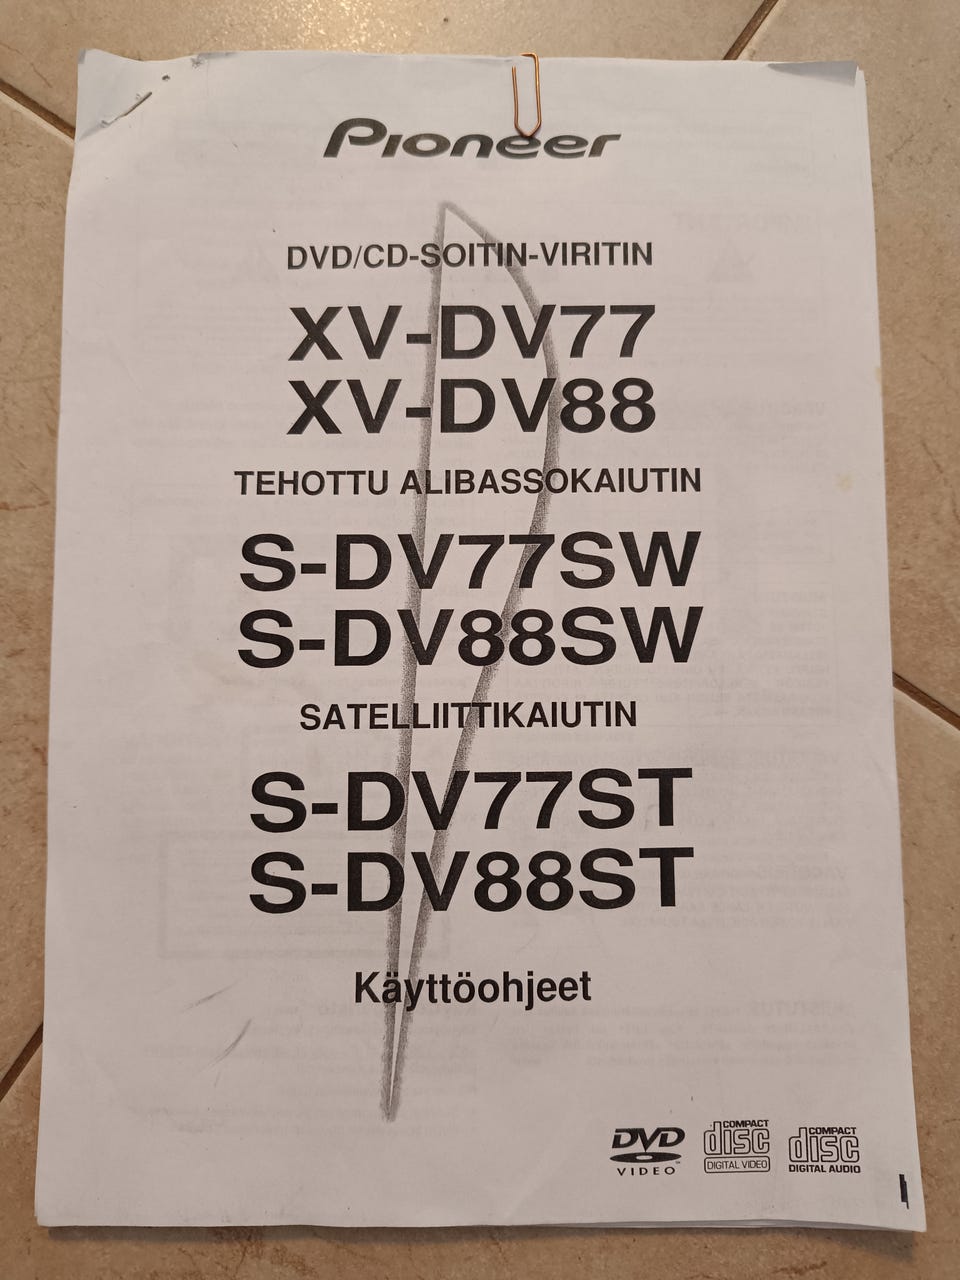 Pioneer
DVD/CD-SOITIN-VIRITIN
XV-DV77
XV-DV88
TEHOTTU ALIBASSOKAIUTIN
S-DV77SW
S-DV88SW
SATELLIITTIKAIUTIN
S-DV77ST
S-DV88ST
Käyttöohjeet
DVD VIDEO
COMPACT disc DIGITAL VIDEO
COMPACT disc DIGITAL AUDIO